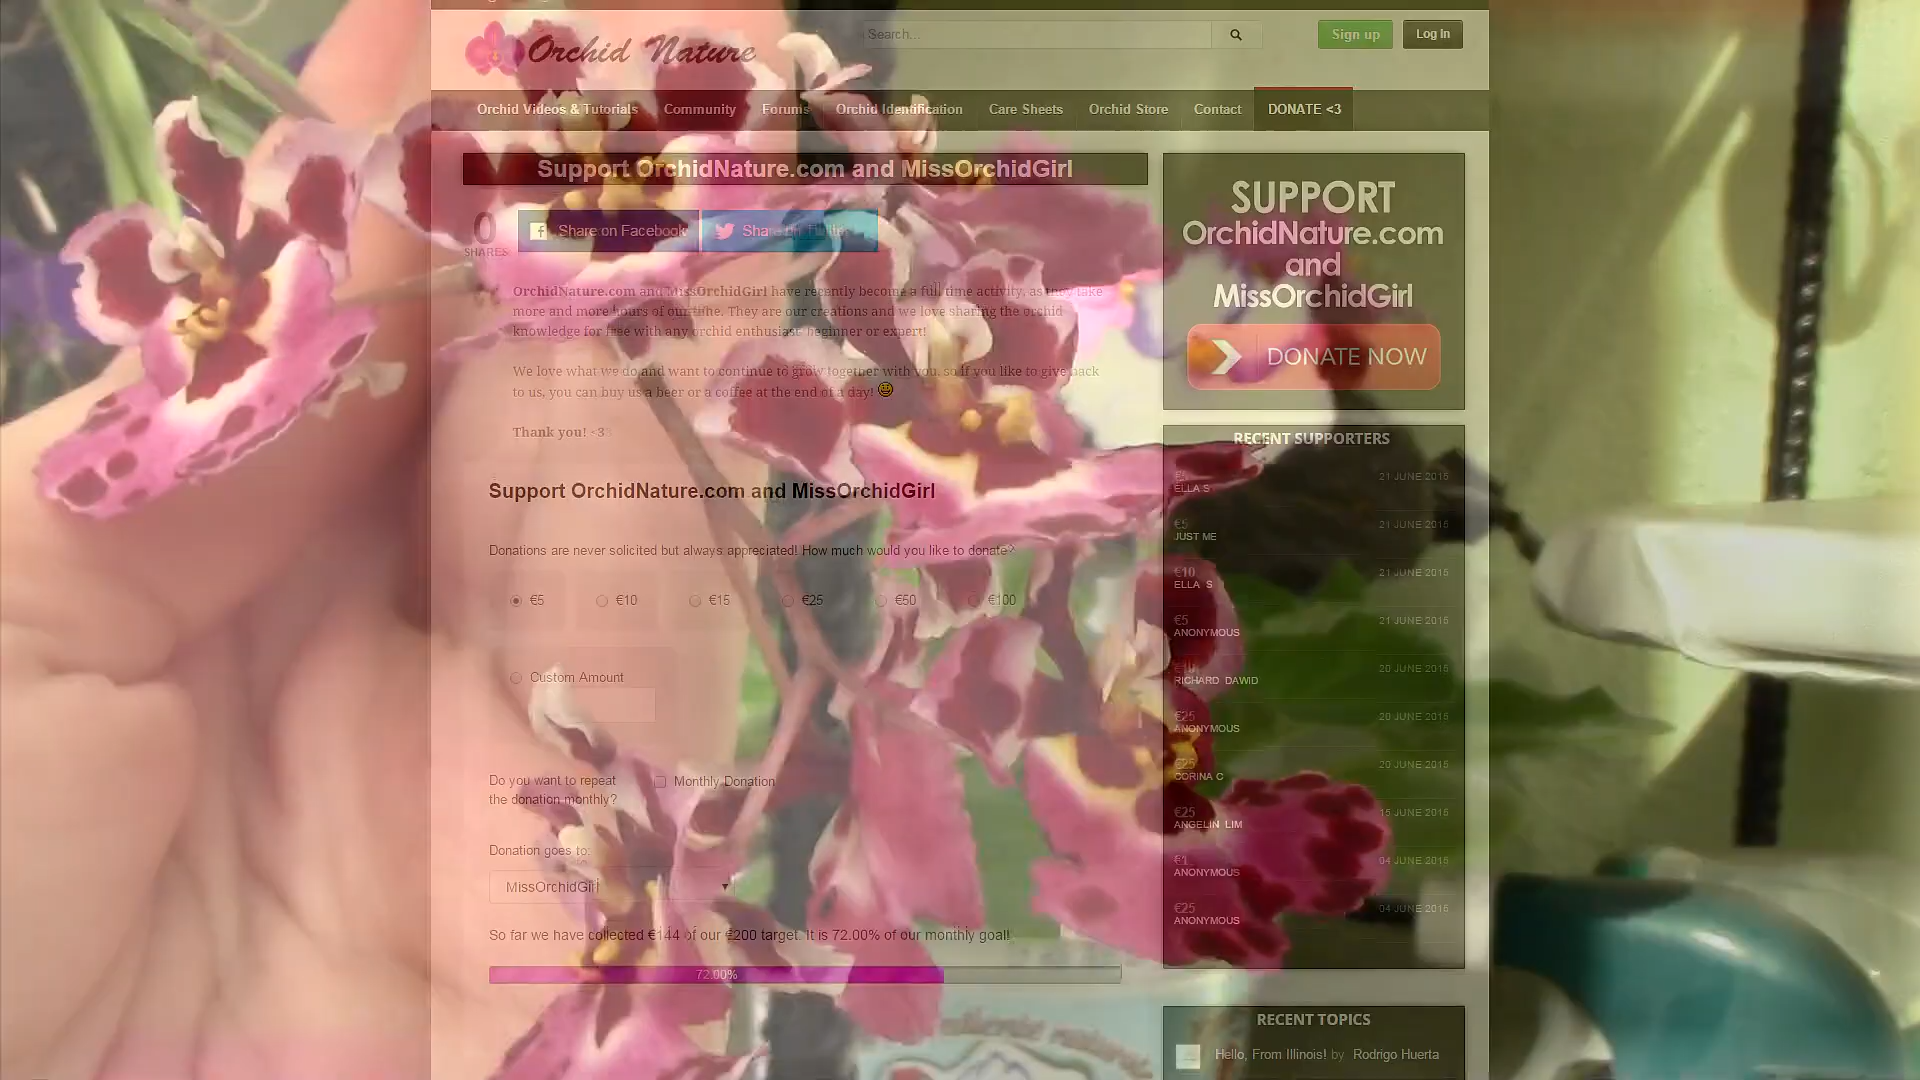 Orchid Nature
Search...
Sign up
Log In
Orchid Videos & Tutorials
Community
Forums
Orchid Identification
Care Sheets
Orchid Store
Contact
DONATE <3
Support OrchidNature.com and MissOrchidGirl
0
SHARES
Share on Facebook
Share on Twitter
OrchidNature.com and MissOrchidGirl have recently become a full time activity, as they take
more and more hours of our time. They are our creations and we love sharing the orchid
knowledge for free with any orchid enthusiast, beginner or expert!
We love what we do and want to continue to grow together with you, so if you like to give back
to us, you can buy us a beer or a coffee at the end of a day!
Thank you! <3
Support OrchidNature.com and MissOrchidGirl
Donations are never solicited but always appreciated! How much would you like to donate?
€5 €10 €15 €25 €50 €100
Custom Amount
Do you want to repeat
the donation monthly?
Monthly Donation
Donation goes to:
MissOrchidGirl
So far we have collected €144 of our €200 target. It is 72.00% of our monthly goal!
72.00%
SUPPORT
OrchidNature.com
and
MissOrchidGirl
DONATE NOW
RECENT SUPPORTERS
21 JUNE 2015
ELLA S
€5 21 JUNE 2015
JUST ME
€10 21 JUNE 2015
ELLA S
€5 21 JUNE 2015
ANONYMOUS
€10 20 JUNE 2015
RICHARD DAWID
€25 20 JUNE 2015
ANONYMOUS
€25 20 JUNE 2015
CORINA C
€25 15 JUNE 2015
ANGELIN LIM
€1 04 JUNE 2015
ANONYMOUS
€25 04 JUNE 2015
ANONYMOUS
RECENT TOPICS
Hello, From Illinois! by Rodrigo Huerta